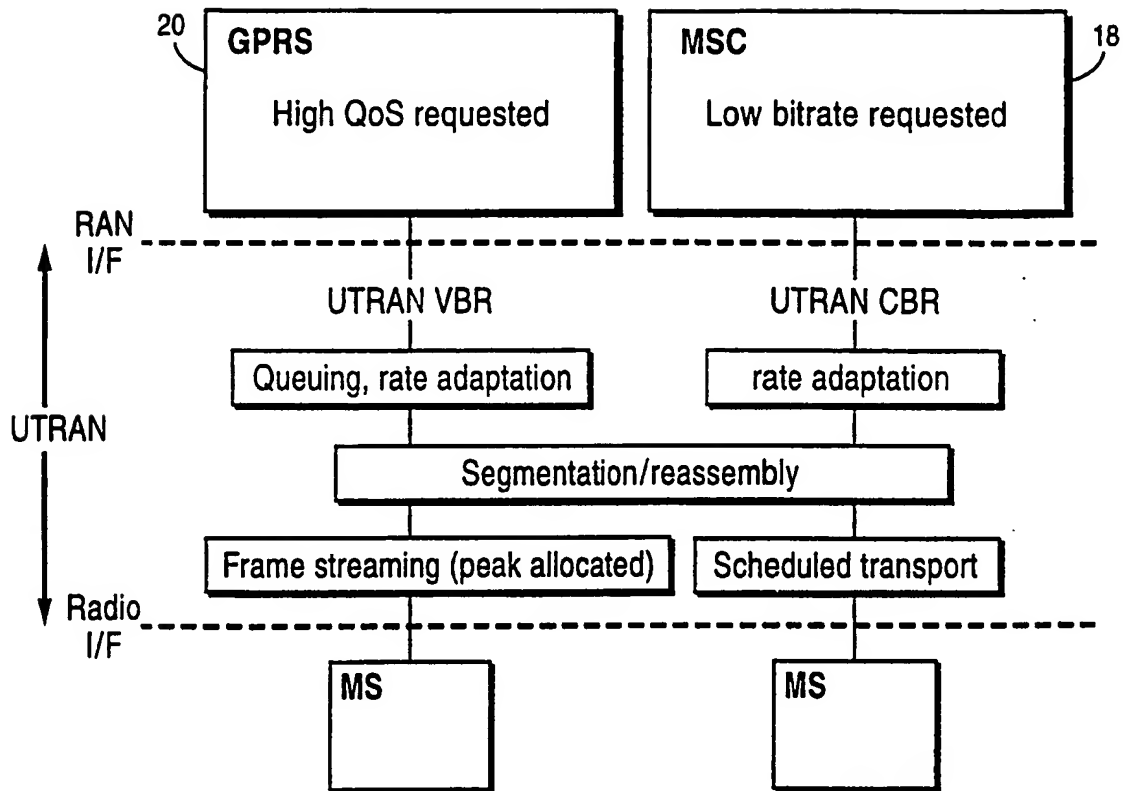 20
GPRS
High QoS requested
MSC
Low bitrate requested
18
RAN
I/F
UTRAN VBR
UTRAN CBR
Queuing, rate adaptation
rate adaptation
UTRAN
Segmentation/reassembly
Frame streaming (peak allocated)
Scheduled transport
Radio
I/F
MS
MS